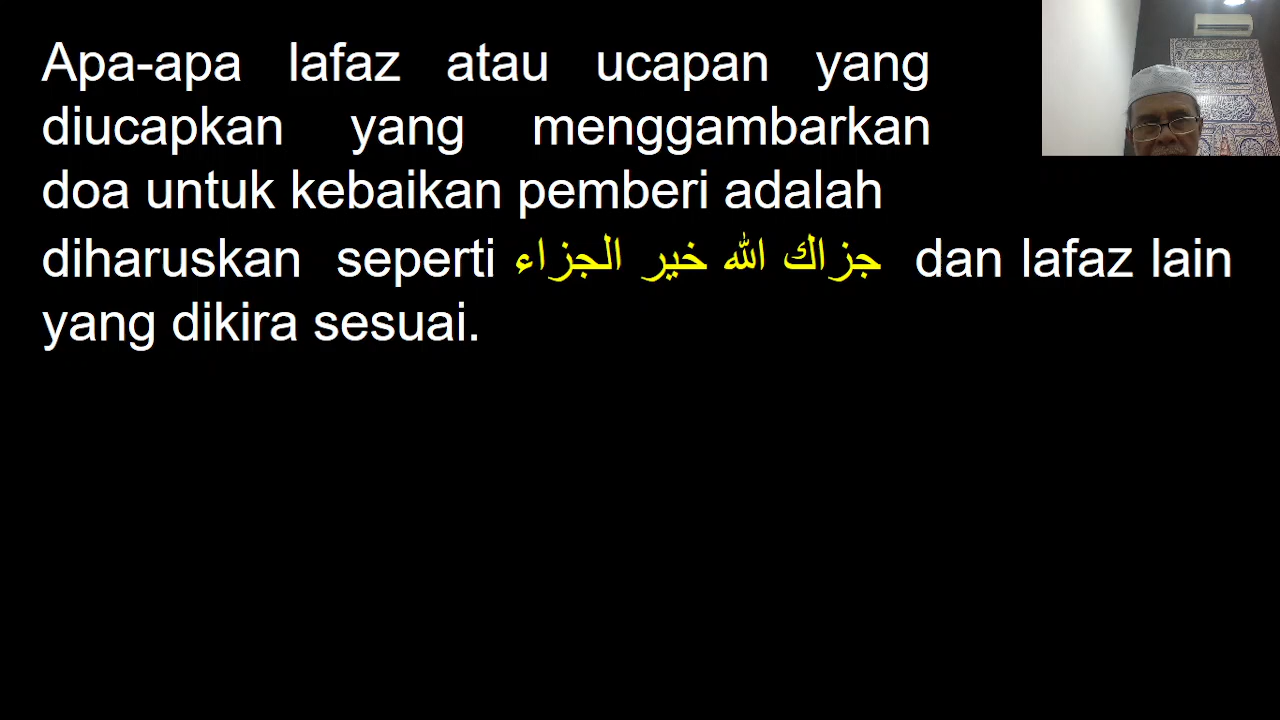 Apa-apa lafaz atau ucapan yang
diucapkan yang menggambarkan
doa untuk kebaikan pemberi adalah
diharuskan seperti جزاك الله خير الجزاء dan lafaz lain
yang dikira sesuai.